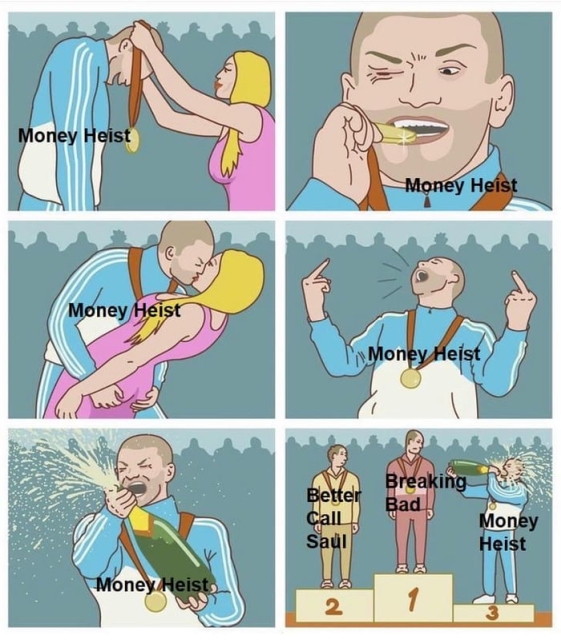 Money Heist
Money Heist
Money Heist
Money Heist
Money Heist
Better
Call
Saul
Breaking
Bad
Money
Heist
2
1
3